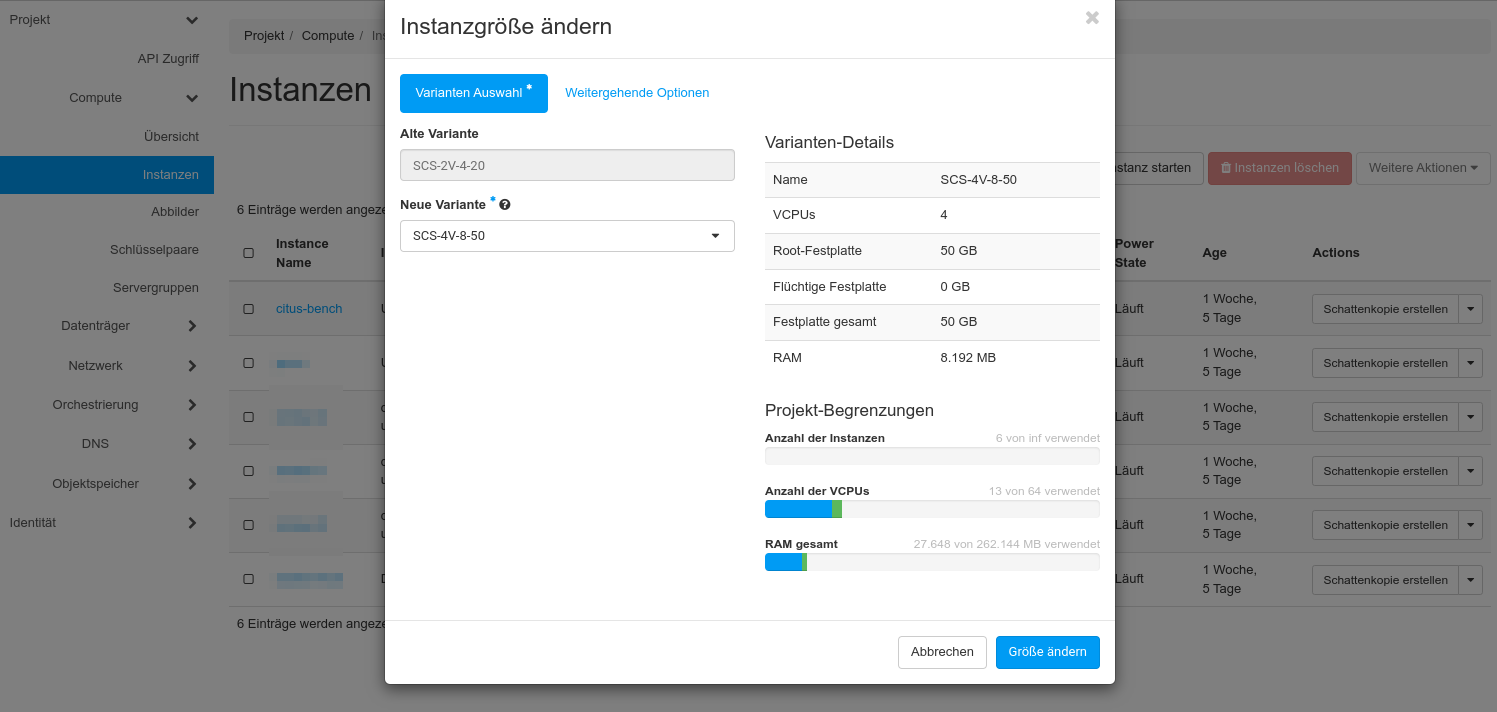 Projekt
API Zugriff
Compute
Übersicht
Instanzen
Abbilder
Schlüsselpaare
Servergruppen
Datenträger
Netzwerk
Orchestrierung
DNS
Objektspeicher
Identität
Projekt / Compute / Ins
Instanzen
stanz starten
Instanzen löschen
Weitere Aktionen
6 Einträge werden angeze
Instance Name
Power State
Age
Actions
citus-bench
Läuft
1 Woche, 5 Tage
Schattenkopie erstellen
Läuft
1 Woche, 5 Tage
Schattenkopie erstellen
Läuft
1 Woche, 5 Tage
Schattenkopie erstellen
Läuft
1 Woche, 5 Tage
Schattenkopie erstellen
Läuft
1 Woche, 5 Tage
Schattenkopie erstellen
Läuft
1 Woche, 5 Tage
Schattenkopie erstellen
6 Einträge werden angeze
Instanzgröße ändern
Varianten Auswahl *
Weitergehende Optionen
Alte Variante
SCS-2V-4-20
Neue Variante *
SCS-4V-8-50
Varianten-Details
Name SCS-4V-8-50
VCPUs 4
Root-Festplatte 50 GB
Flüchtige Festplatte 0 GB
Festplatte gesamt 50 GB
RAM 8.192 MB
Projekt-Begrenzungen
Anzahl der Instanzen 6 von inf verwendet
Anzahl der VCPUs 13 von 64 verwendet
RAM gesamt 27.648 von 262.144 MB verwendet
Abbrechen
Größe ändern